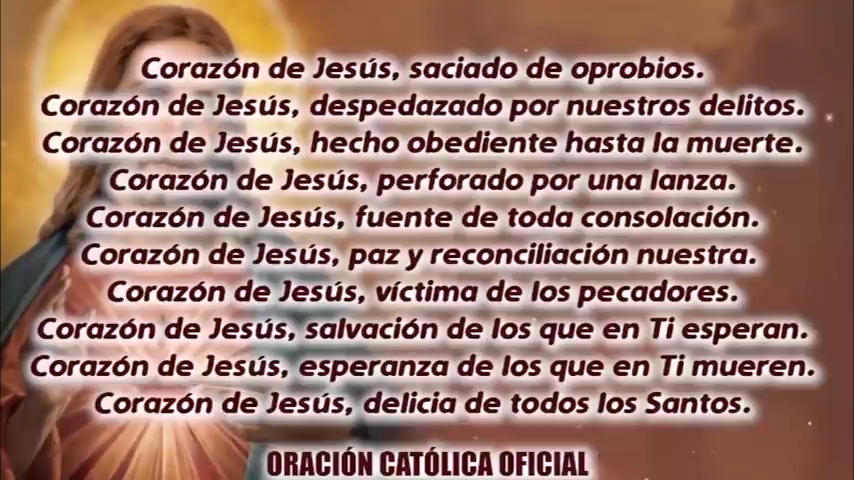 Corazón de Jesús, saciado de oprobios.
Corazón de Jesús, despedazado por nuestros delitos.
Corazón de Jesús, hecho obediente hasta la muerte.
Corazón de Jesús, perforado por una lanza.
Corazón de Jesús, fuente de toda consolación.
Corazón de Jesús, paz y reconciliación nuestra.
Corazón de Jesús, víctima de los pecadores.
Corazón de Jesús, salvación de los que en Ti esperan.
Corazón de Jesús, esperanza de los que en Ti mueren.
Corazón de Jesús, delicia de todos los Santos.
ORACIÓN CATÓLICA OFICIAL